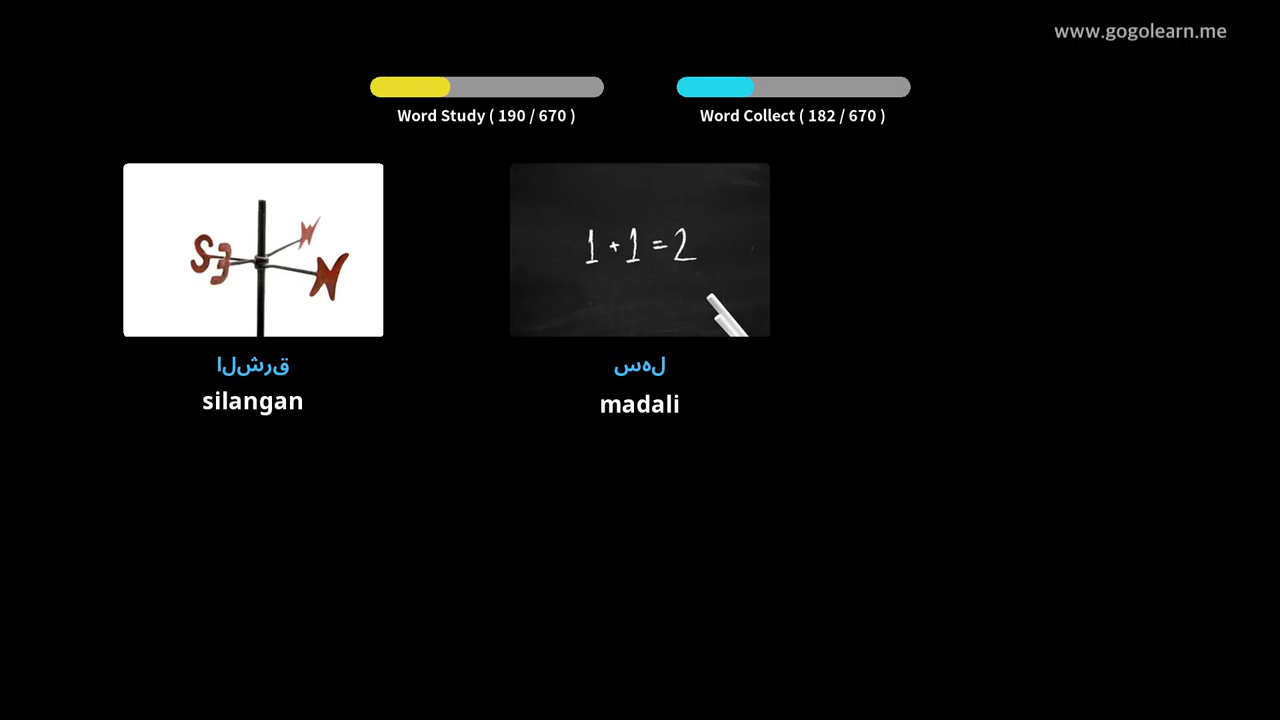 www.gogolearn.me
Word Study ( 190 / 670 )
Word Collect ( 182 / 670 )
S
N
1 + 1 = 2
الشرق
سهل
silangan
madali